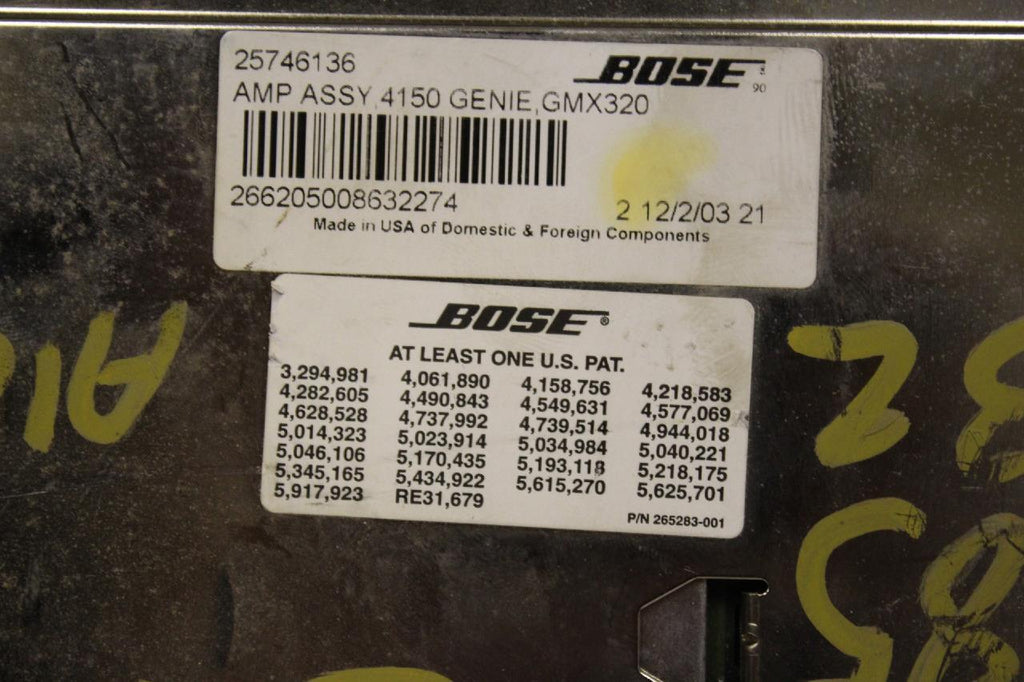 25746136
BOSE
90
AMP ASSY,4150 GENIE,GMX320
266205008632274
2 12/2/03 21
Made in USA of Domestic & Foreign Components
BOSE®
AT LEAST ONE U.S. PAT.
3,294,981 4,061,890 4,158,756 4,218,583
4,282,605 4,490,843 4,549,631 4,577,069
4,628,528 4,737,992 4,739,514 4,944,018
5,014,323 5,023,914 5,034,984 5,040,221
5,046,106 5,170,435 5,193,118 5,218,175
5,345,165 5,434,922 5,615,270 5,625,701
5,917,923 RE31,679
P/N 265283-001